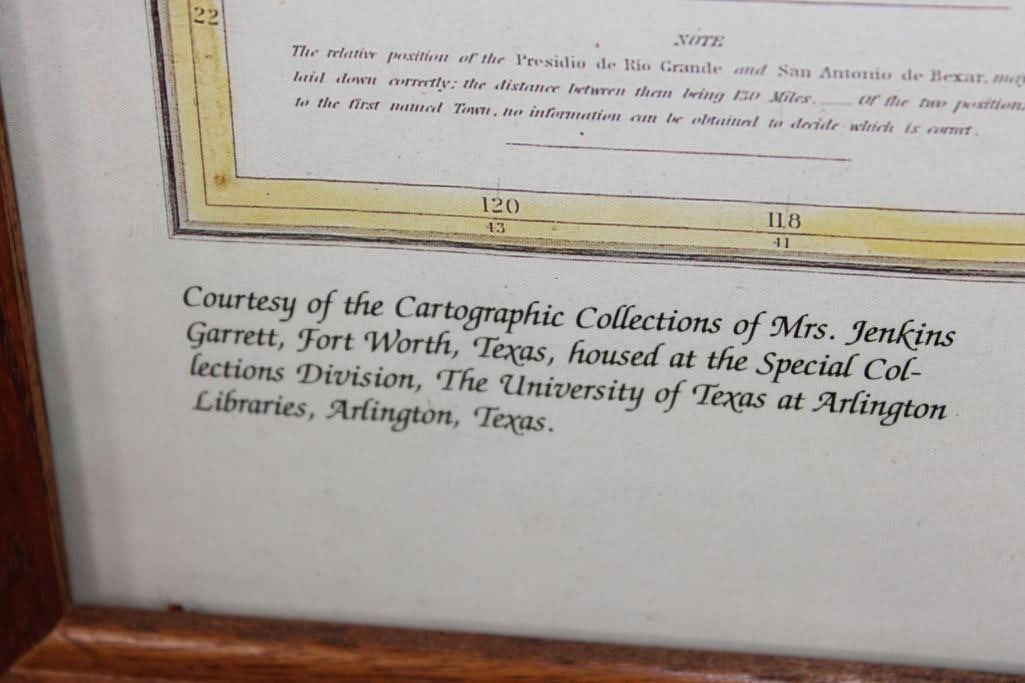 22
NOTE
The relative position of the Presidio de Rio Grande and San Antonio de Bexar, may
laid down correctly; the distance between them being 150 Miles. Of the two position
to the first named Town, no information can be obtained to decide which is corret.
120
118
43
41
Courtesy of the Cartographic Collections of Mrs. Jenkins
Garrett, Fort Worth, Texas, housed at the Special Col-
lections Division, The University of Texas at Arlington
Libraries, Arlington, Texas.